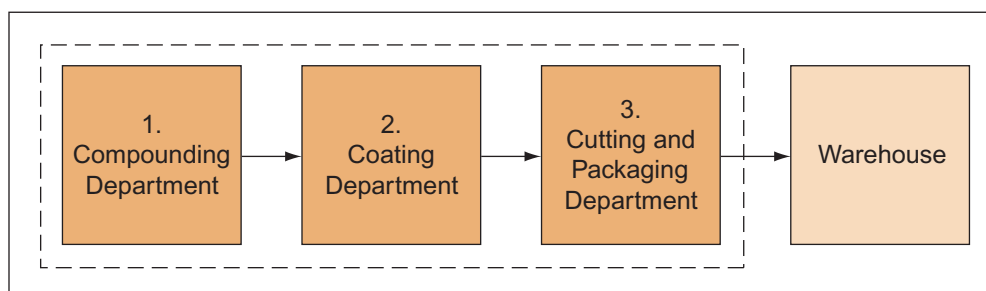 1.
Compounding
Department
2.
Coating
Department
3.
Cutting and
Packaging
Department
Warehouse